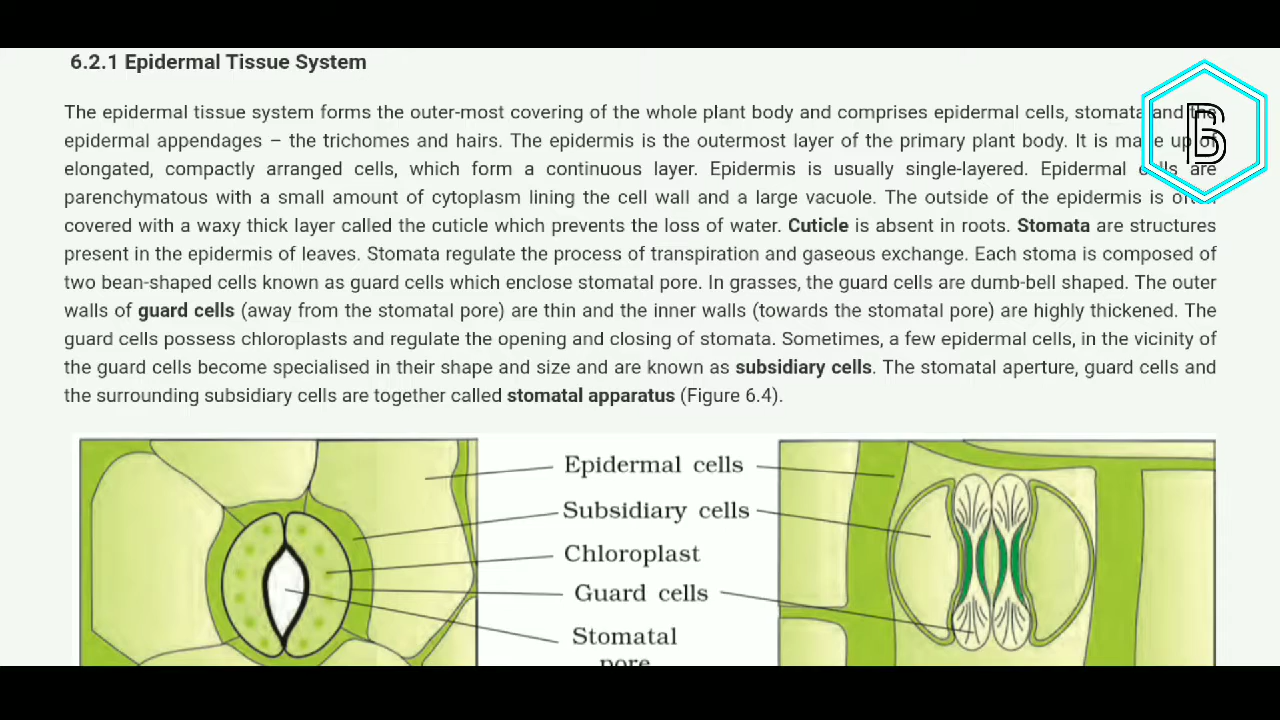 6.2.1 Epidermal Tissue System
The epidermal tissue system forms the outer-most covering of the whole plant body and comprises epidermal cells, stomata and the
epidermal appendages – the trichomes and hairs. The epidermis is the outermost layer of the primary plant body. It is made up of
elongated, compactly arranged cells, which form a continuous layer. Epidermis is usually single-layered. Epidermal cells are
parenchymatous with a small amount of cytoplasm lining the cell wall and a large vacuole. The outside of the epidermis is often
covered with a waxy thick layer called the cuticle which prevents the loss of water. Cuticle is absent in roots. Stomata are structures
present in the epidermis of leaves. Stomata regulate the process of transpiration and gaseous exchange. Each stoma is composed of
two bean-shaped cells known as guard cells which enclose stomatal pore. In grasses, the guard cells are dumb-bell shaped. The outer
walls of guard cells (away from the stomatal pore) are thin and the inner walls (towards the stomatal pore) are highly thickened. The
guard cells possess chloroplasts and regulate the opening and closing of stomata. Sometimes, a few epidermal cells, in the vicinity of
the guard cells become specialised in their shape and size and are known as subsidiary cells. The stomatal aperture, guard cells and
the surrounding subsidiary cells are together called stomatal apparatus (Figure 6.4).
B
Epidermal cells
Subsidiary cells
Chloroplast
Guard cells
Stomatal
pore